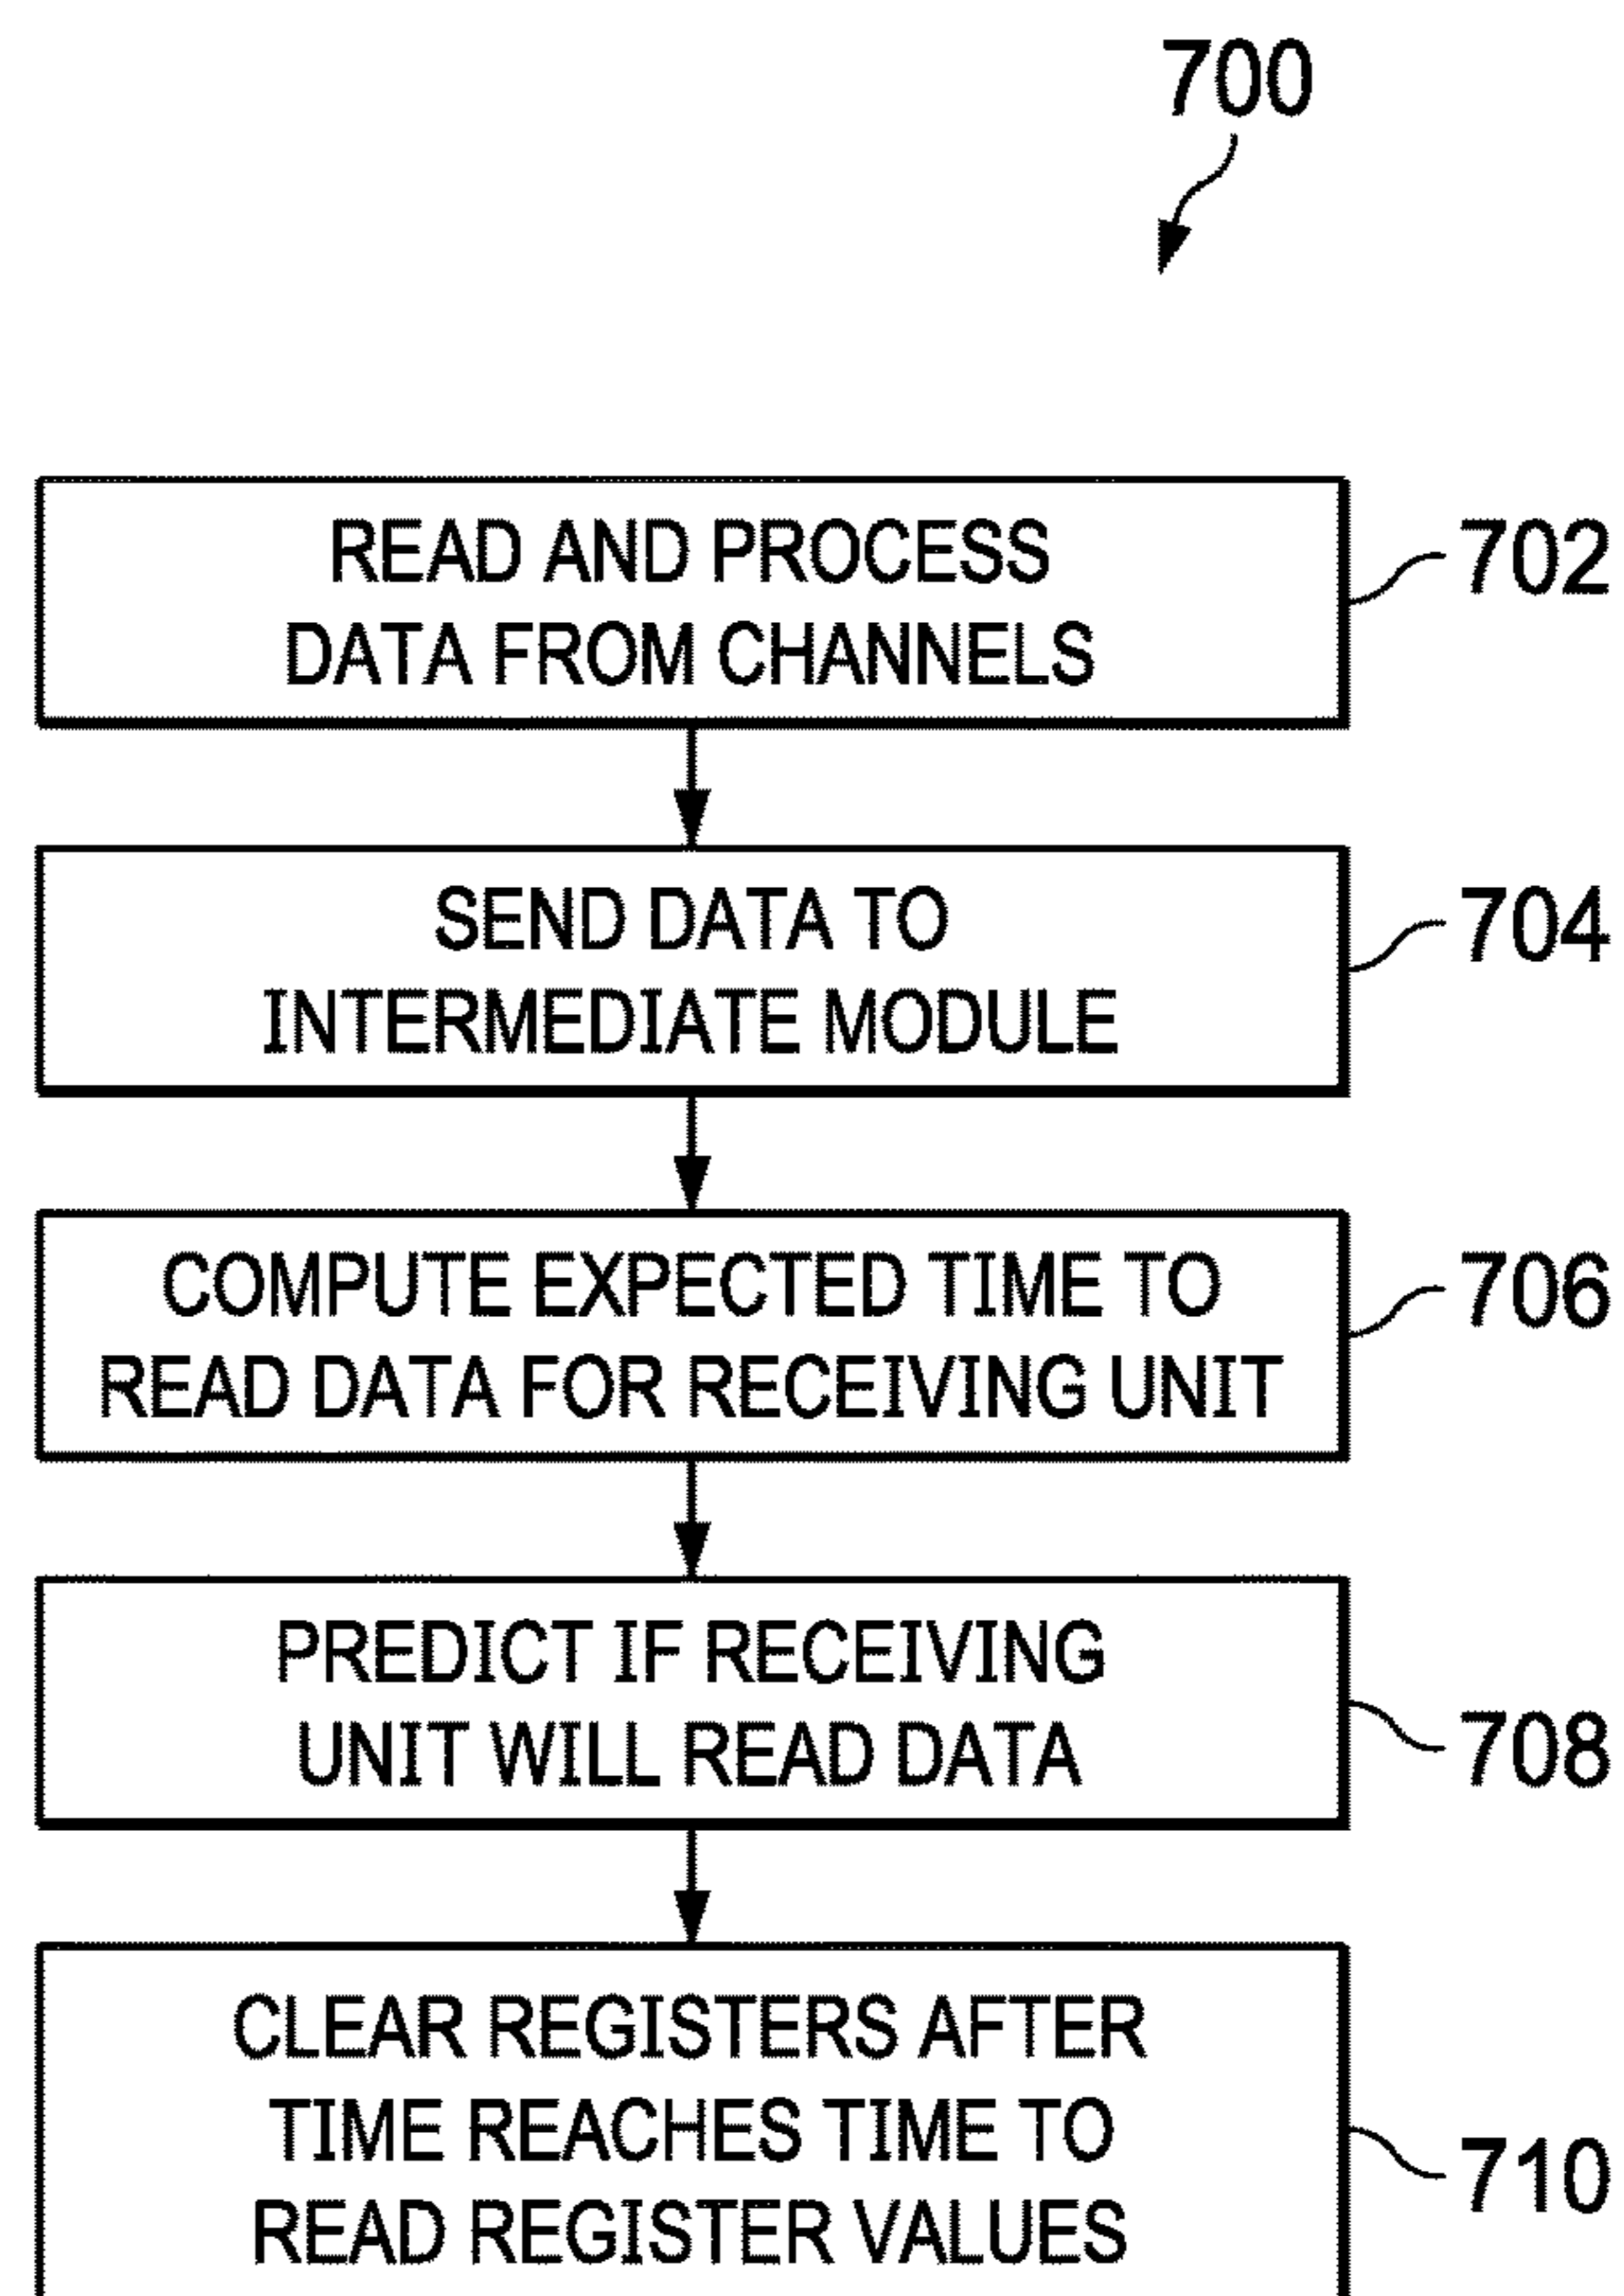 700
READ AND PROCESS
DATA FROM CHANNELS
702
SEND DATA TO
INTERMEDIATE MODULE
704
COMPUTE EXPECTED TIME TO
READ DATA FOR RECEIVING UNIT
706
PREDICT IF RECEIVING
UNIT WILL READ DATA
708
CLEAR REGISTERS AFTER
TIME REACHES TIME TO
READ REGISTER VALUES
710